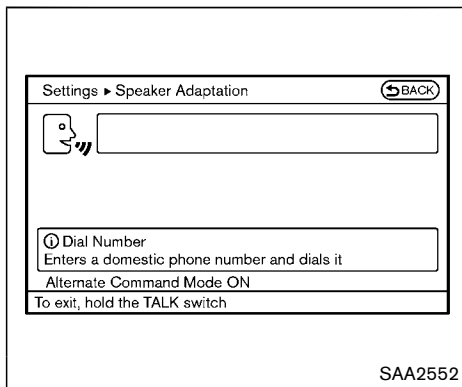 Settings ▶ Speaker Adaptation
BACK
ⓘ Dial Number
Enters a domestic phone number and dials it
Alternate Command Mode ON
To exit, hold the TALK switch
SAA2552